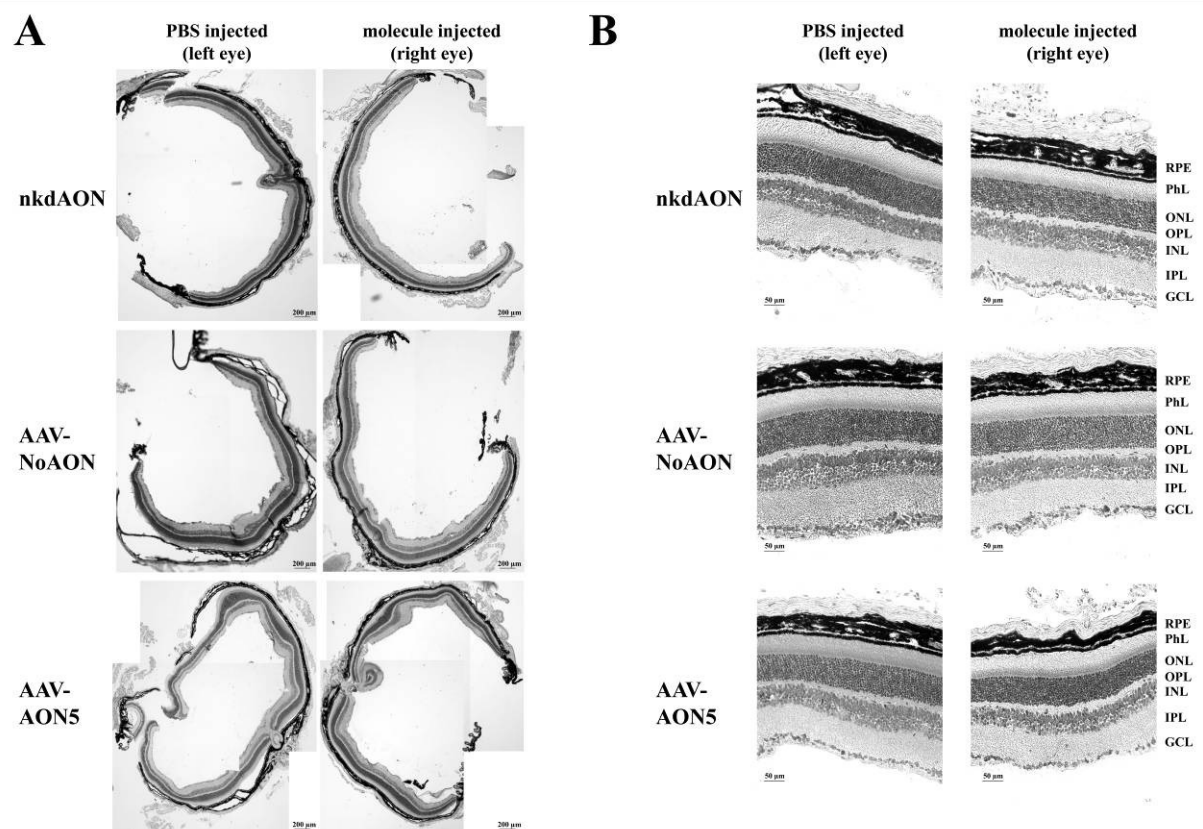 A
PBS injected
(left eye)
molecule injected
(right eye)
nkdAON
200 µm
200 µm
AAV-
NoAON
200 µm
200 µm
AAV-
AON5
200 µm
200 µm
B
PBS injected
(left eye)
molecule injected
(right eye)
nkdAON
RPE
PhL
ONL
OPL
INL
IPL
GCL
50 µm
50 µm
AAV-
NoAON
RPE
PhL
ONL
OPL
INL
IPL
GCL
50 µm
50 µm
AAV-
AON5
RPE
PhL
ONL
OPL
INL
IPL
GCL
50 µm
50 µm